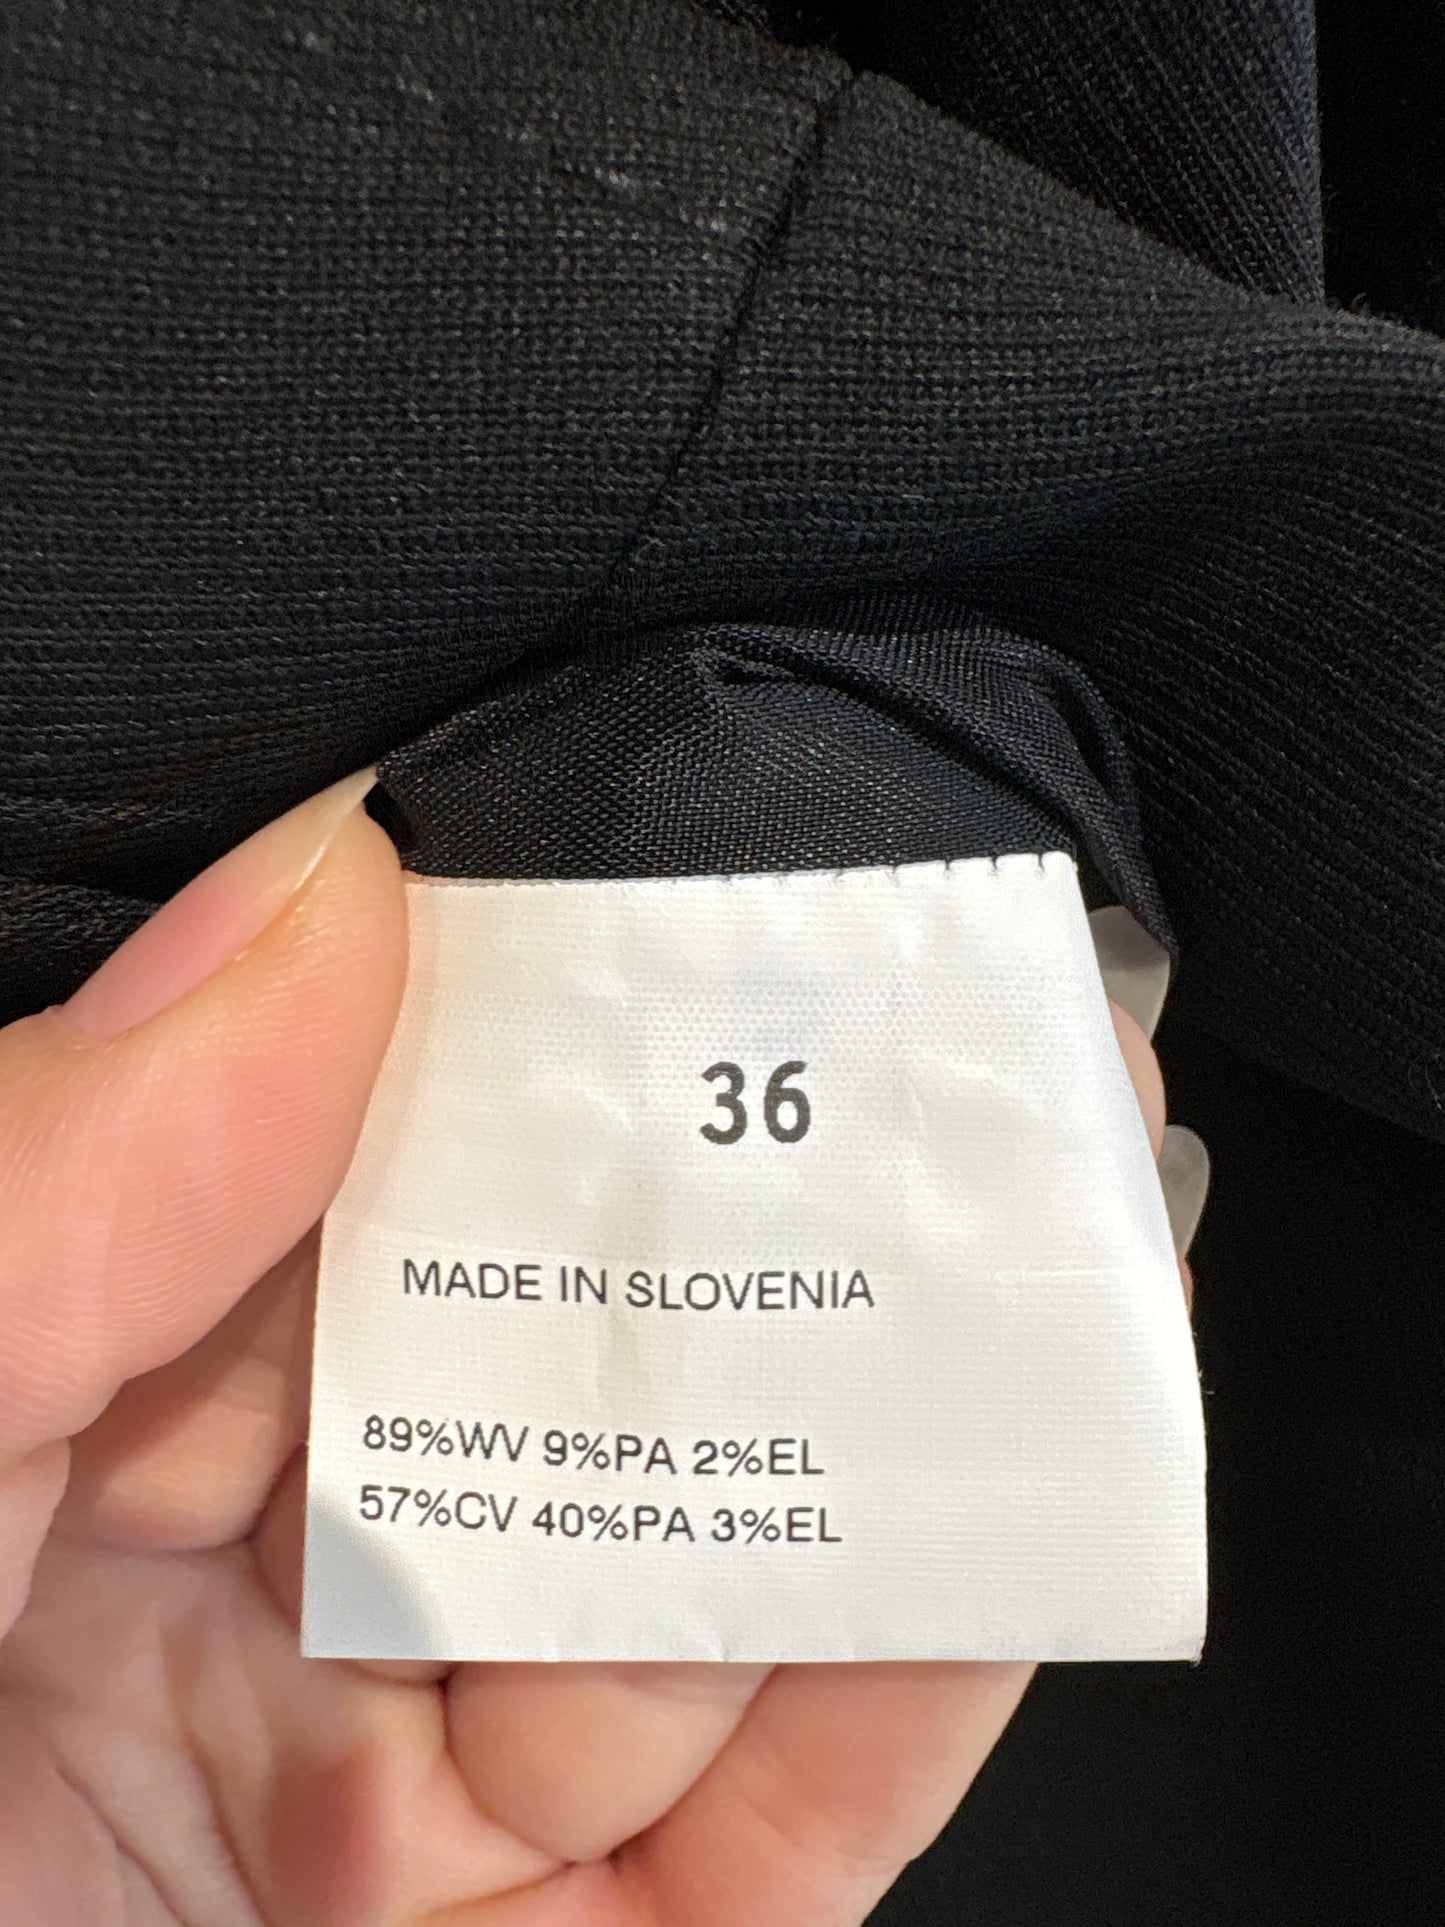 36
MADE IN SLOVENIA
89%WV 9%PA 2%EL
57%CV 40%PA 3%EL